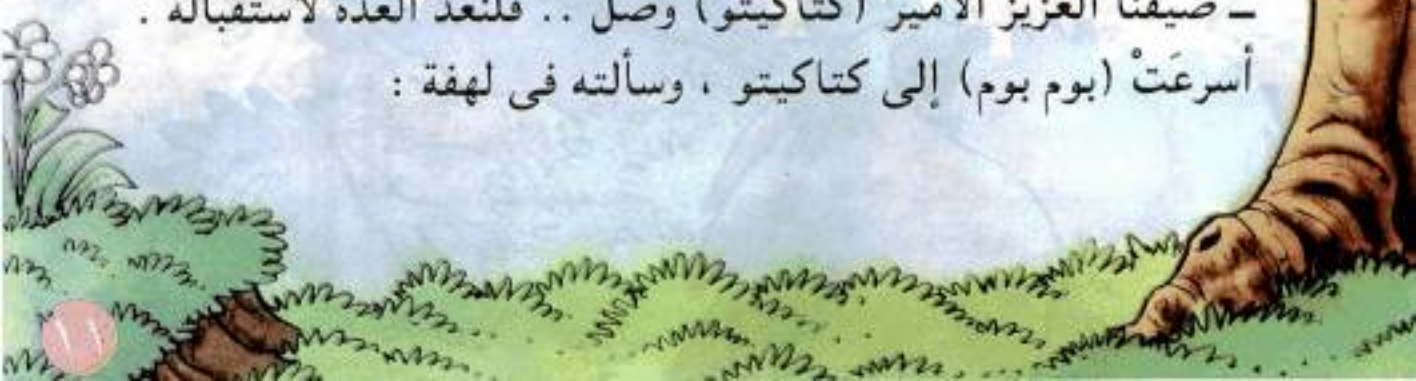 ـ ضيفنا العزيز الأمير (كتاكيتو) وصل .. فلنعد العدة لاستقباله .
أسرعَتْ (بوم بوم) إلى كتاكيتو ، وسألته فى لهفة :
١١